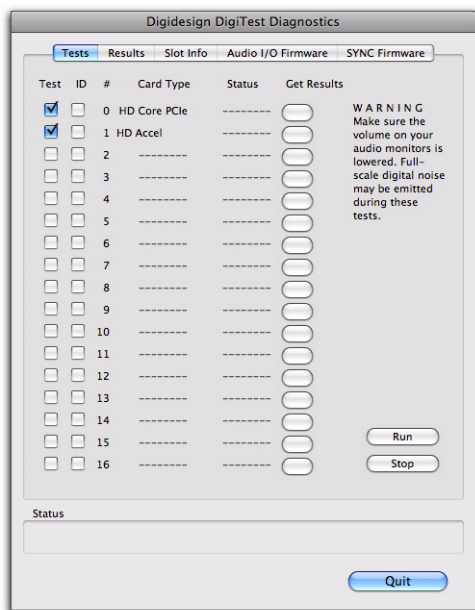 Digidesign DigiTest Diagnostics
Tests Results Slot Info Audio I/O Firmware SYNC Firmware
Test ID # Card Type Status Get Results
0 HD Core PCIe --------
1 HD Accel --------
2 -------- --------
3 -------- --------
4 -------- --------
5 -------- --------
6 -------- --------
7 -------- --------
8 -------- --------
9 -------- --------
10 -------- --------
11 -------- --------
12 -------- --------
13 -------- --------
14 -------- --------
15 -------- --------
16 -------- --------
W A R N I N G
Make sure the
volume on your
audio monitors is
lowered. Full-
scale digital noise
may be emitted
during these
tests.
Run
Stop
Status
Quit